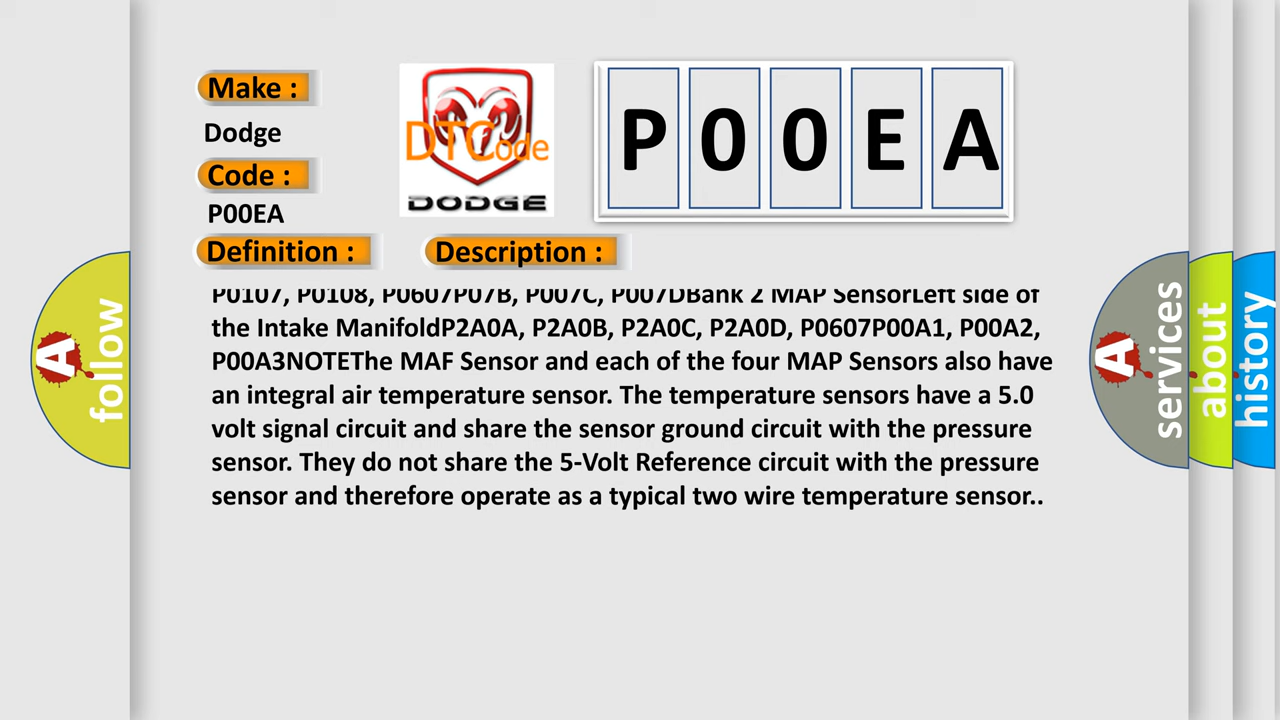 Make :
Dodge
Code :
P00EA
DTCode
DODGE
P00EA
Definition :
Description :
P0107, P0108, P0607P07B, P007C, P007DBank 2 MAP SensorLeft side of
the Intake ManifoldP2A0A, P2A0B, P2A0C, P2A0D, P0607P00A1, P00A2,
P00A3NOTEThe MAF Sensor and each of the four MAP Sensors also have
an integral air temperature sensor. The temperature sensors have a 5.0
volt signal circuit and share the sensor ground circuit with the pressure
sensor. They do not share the 5-Volt Reference circuit with the pressure
sensor and therefore operate as a typical two wire temperature sensor..
A
follow
A
services
about
history